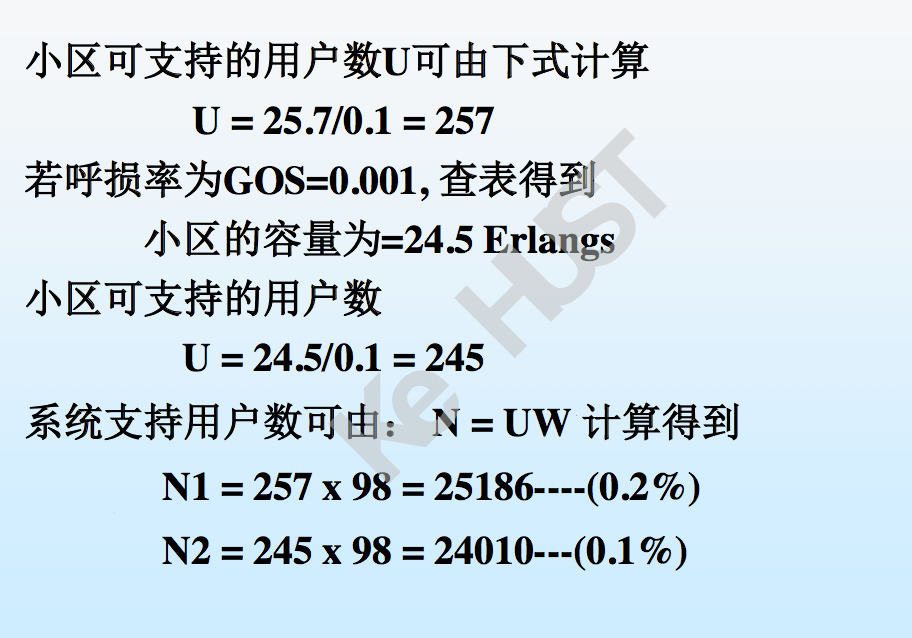 小区可支持的用户数U可由下式计算
U = 25.7/0.1 = 257
若呼损率为GOS=0.001, 查表得到
小区的容量为=24.5 Erlangs
小区可支持的用户数
U = 24.5/0.1 = 245
系统支持用户数可由： N = UW 计算得到
N1 = 257 x 98 = 25186----(0.2%)
N2 = 245 x 98 = 24010---(0.1%)
Ke HUST